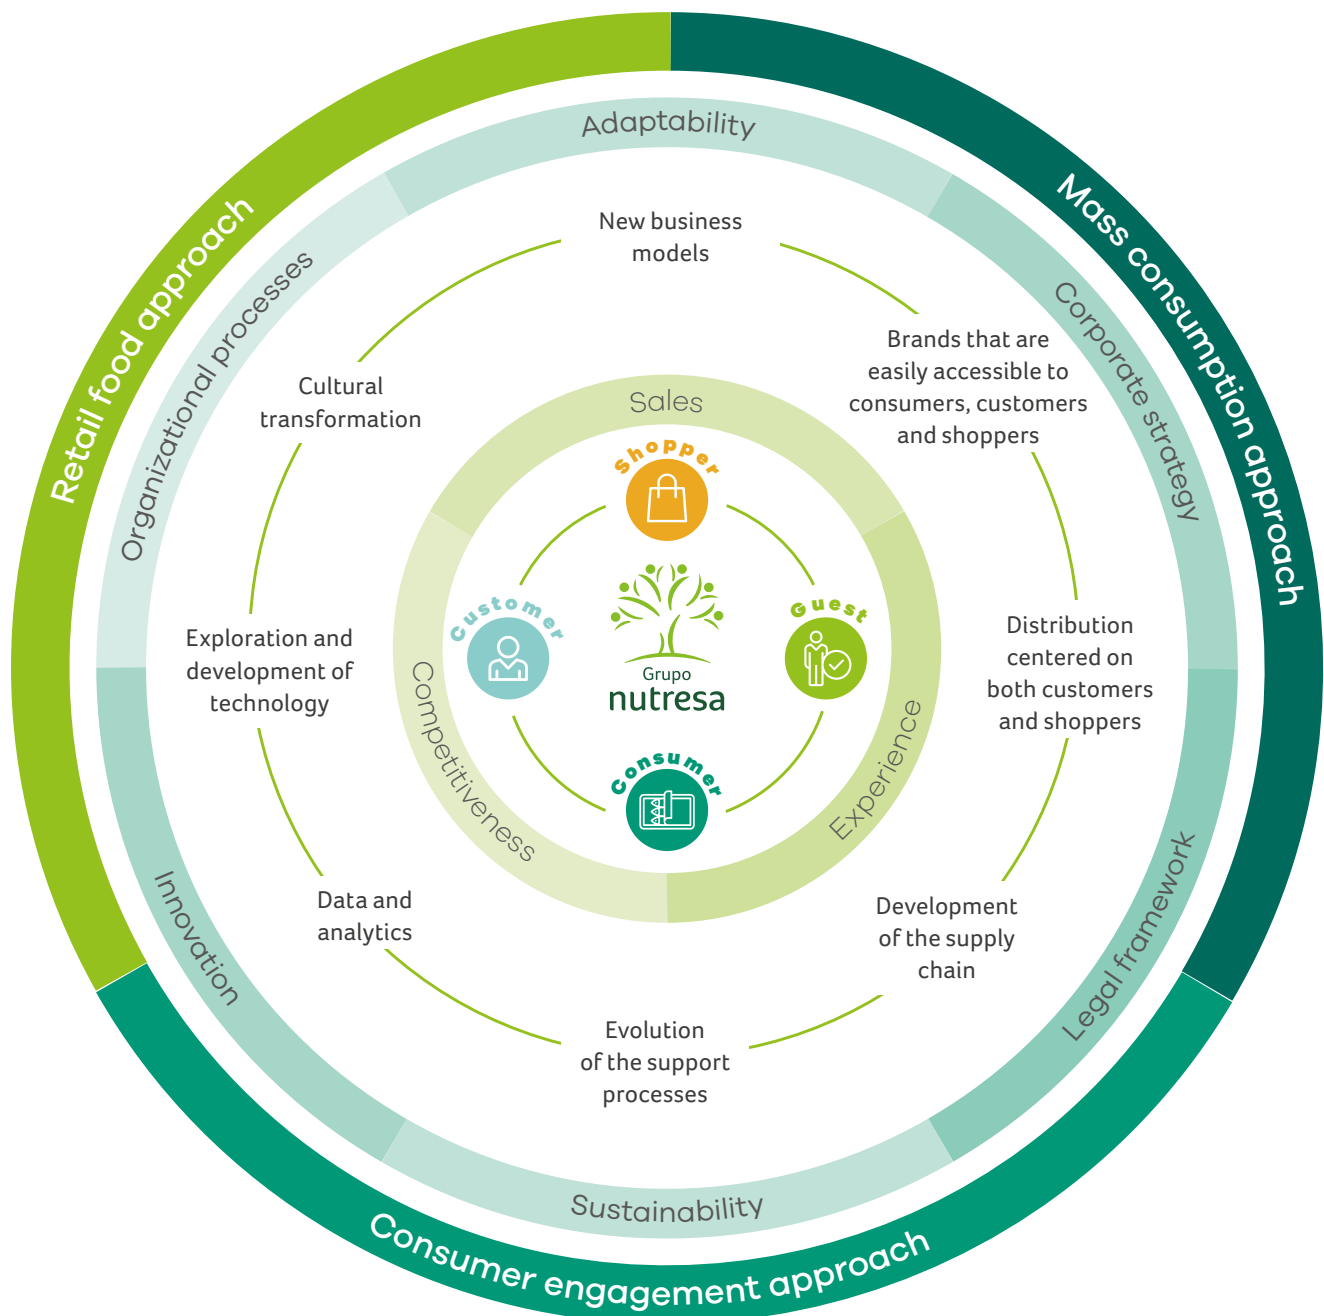 Retail food approach
Mass consumption approach
Consumer engagement approach
Adaptability
Corporate strategy
Legal framework
Sustainability
Innovation
Organizational processes
New business
models
Brands that are
easily accessible to
consumers, customers
and shoppers
Distribution
centered on
both customers
and shoppers
Development
of the supply
chain
Evolution
of the support
processes
Data and
analytics
Exploration and
development of
technology
Cultural
transformation
Sales
Experience
Competitiveness
Shopper
Guest
Consumer
Customer
Grupo
nutresa